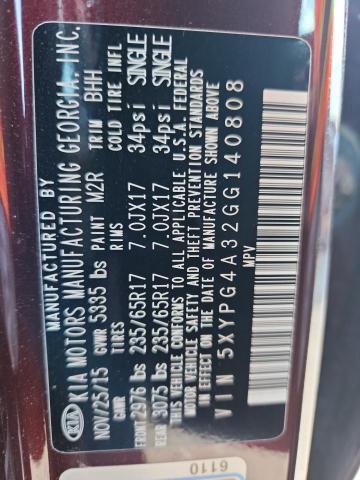 MANUFACTURED BY
KIA KIA MOTORS MANUFACTURING GEORGIA, INC.
NOV/25/15 GVWR 5335 lbs PAINT M2R TRIM BHH
GAWR TIRES RIMS COLD TIRE INFL
FRONT 2976 lbs 235/65R17 7.0JX17 34psi SINGLE
REAR 3075 lbs 235/65R17 7.0JX17 34psi SINGLE
THIS VEHICLE CONFORMS TO ALL APPLICABLE U.S.A. FEDERAL
MOTOR VEHICLE SAFETY AND THEFT PREVENTION STANDARDS
IN EFFECT ON THE DATE OF MANUFACTURE SHOWN ABOVE
VIN 5XYPG4A32GG140808
MPV
6110